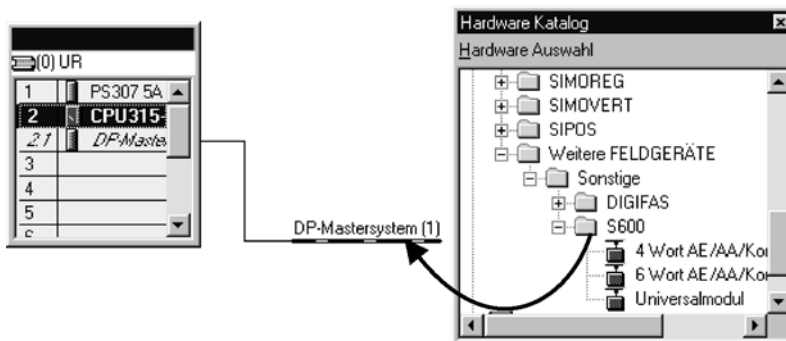 (0) UR
1 PS307 5A
2 CPU315-
2.1 DP-Maste
3
4
5
DP-Mastersystem (1)
Hardware Katalog
Hardware Auswahl
SIMOREG
SIMOVERT
SIPOS
Weitere FELDGERÄTE
Sonstige
DIGIFAS
S600
4 Wort AE/AA/Ko
6 Wort AE/AA/Ko
Universalmodul